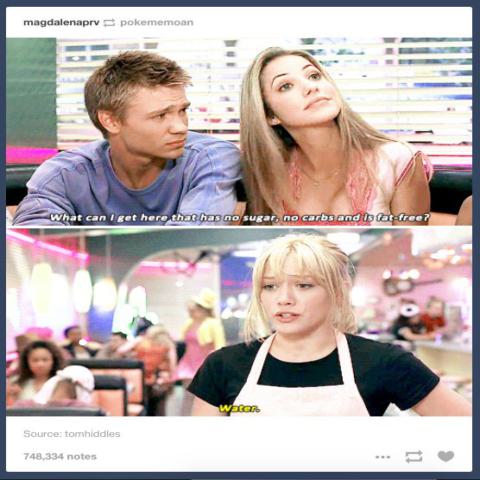 magdalenaprv pokememoan
What can I get here that has no sugar, no carbs and is fat-free?
Water.
Source: tomhiddles
748,334 notes